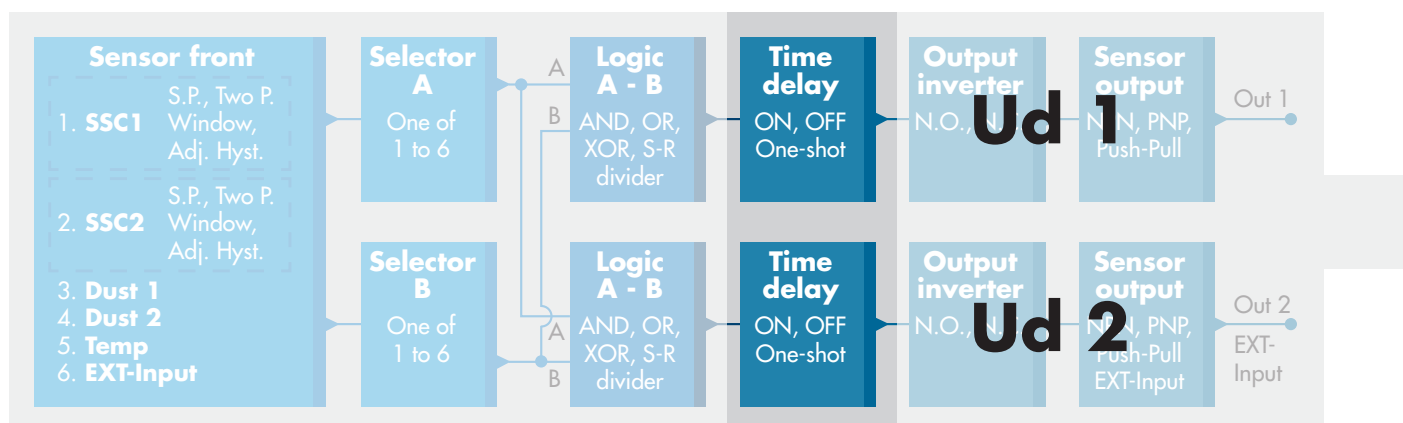 Sensor front
S.P., Two P.
1. SSC1 Window,
Adj. Hyst.
S.P., Two P.
2. SSC2 Window,
Adj. Hyst.
3. Dust 1
4. Dust 2
5. Temp
6. EXT-Input
Selector
A
One of
1 to 6
Selector
B
One of
1 to 6
A
B
A
B
Logic
A - B
AND, OR,
XOR, S-R
divider
Logic
A - B
AND, OR,
XOR, S-R
divider
Time
delay
ON, OFF
One-shot
Time
delay
ON, OFF
One-shot
Output
inverter
N.O.,
Ud 1
Sensor
output
PNP,
Push-Pull
Out 1
Output
inverter
N.O.,
Ud 2
Sensor
output
NPN, PNP,
Push-Pull
EXT-Input
Out 2
EXT-
Input